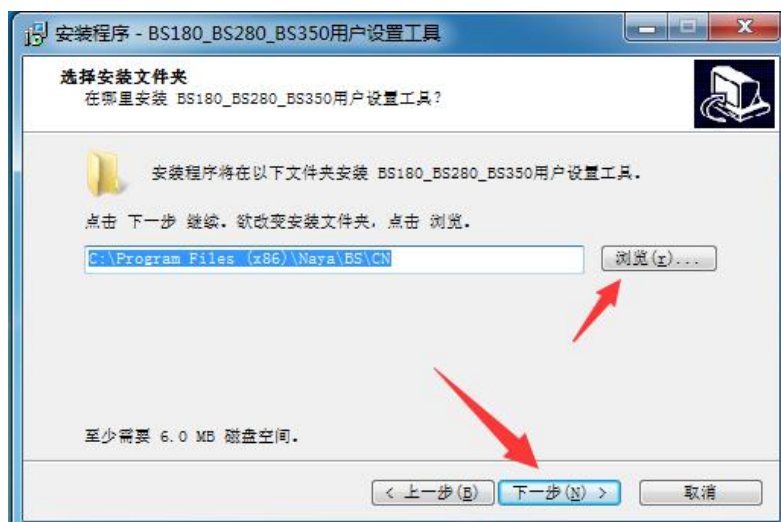 安装程序 - BS180_BS280_BS350用户设置工具
选择安装文件夹
在哪里安装 BS180_BS280_BS350用户设置工具?
安装程序将在以下文件夹安装 BS180_BS280_BS350用户设置工具.
点击 下一步 继续. 欲改变安装文件夹, 点击 浏览.
C:\Program Files (x86)\Naya\BS\CN
浏览(r)...
至少需要 6.0 MB 磁盘空间.
< 上一步(B)
下一步(N) >
取消